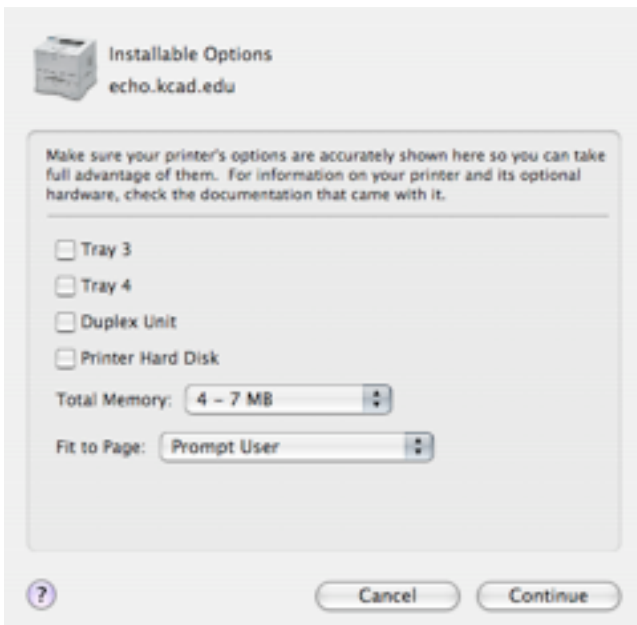 Installable Options
echo.kcad.edu
Make sure your printer's options are accurately shown here so you can take
full advantage of them. For information on your printer and its optional
hardware, check the documentation that came with it.
Tray 3
Tray 4
Duplex Unit
Printer Hard Disk
Total Memory: 4 – 7 MB
Fit to Page: Prompt User
? Cancel Continue